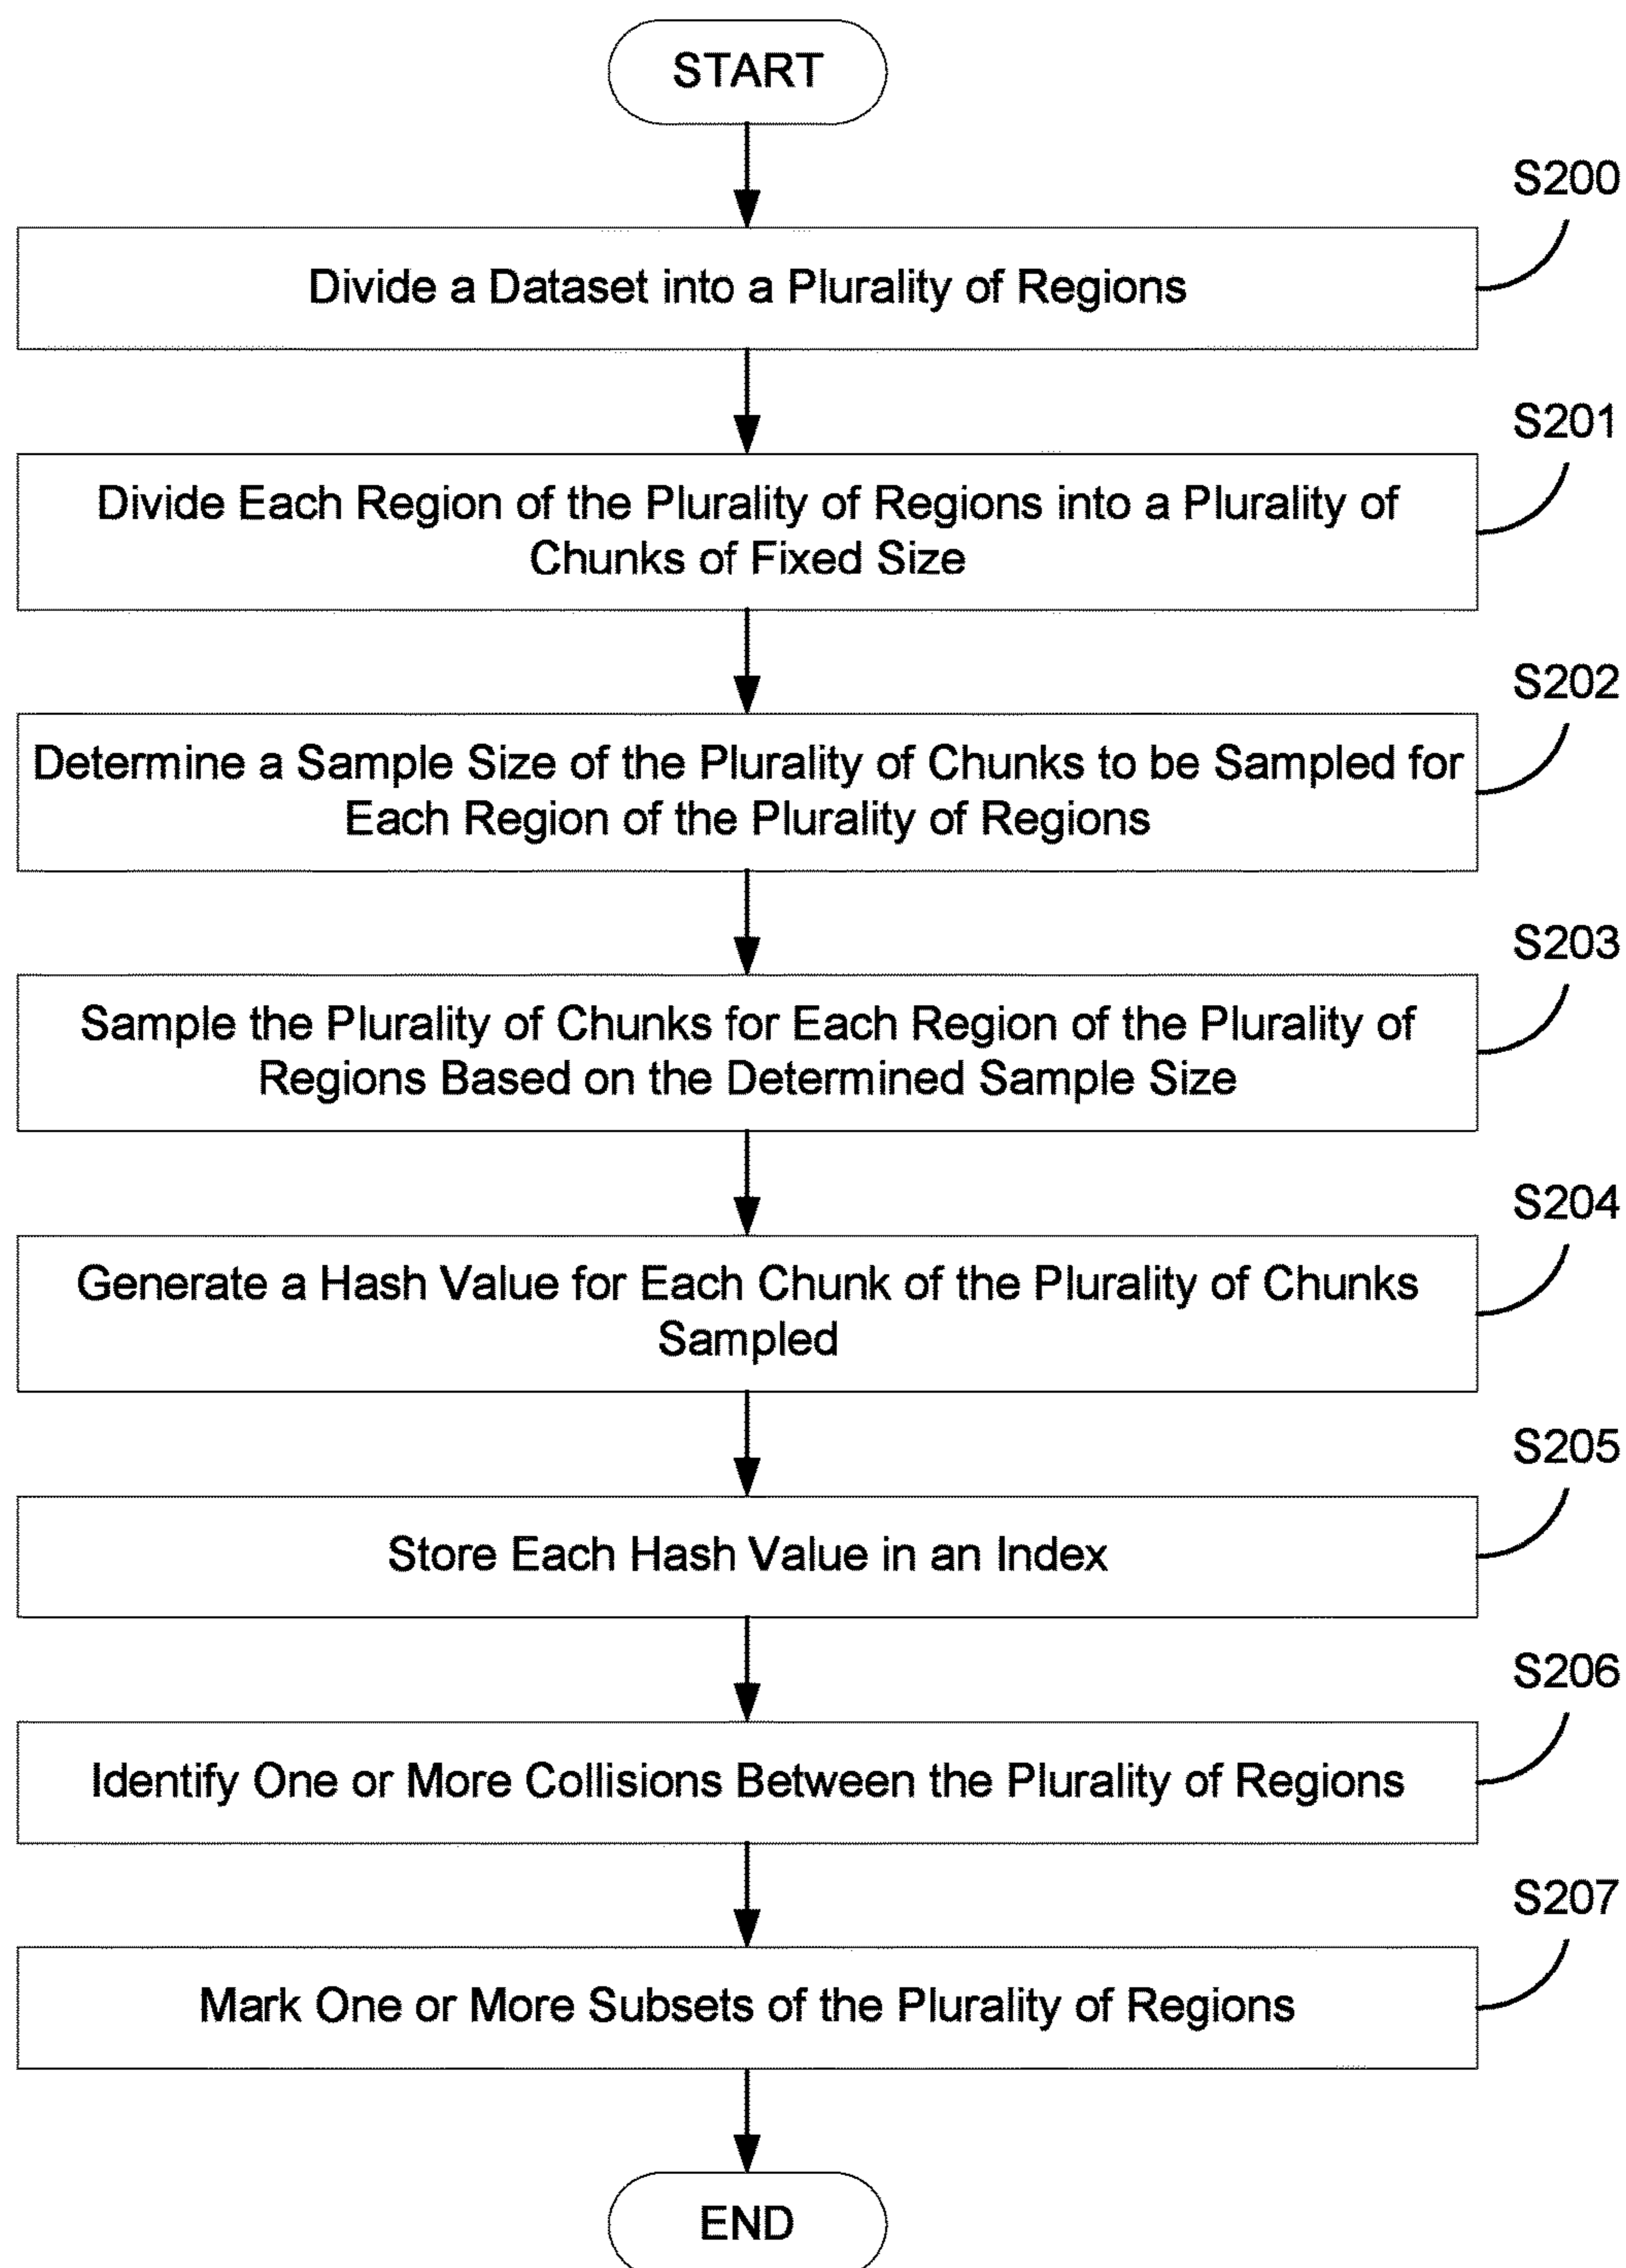 START
S200
Divide a Dataset into a Plurality of Regions
S201
Divide Each Region of the Plurality of Regions into a Plurality of
Chunks of Fixed Size
S202
Determine a Sample Size of the Plurality of Chunks to be Sampled for
Each Region of the Plurality of Regions
S203
Sample the Plurality of Chunks for Each Region of the Plurality of
Regions Based on the Determined Sample Size
S204
Generate a Hash Value for Each Chunk of the Plurality of Chunks
Sampled
S205
Store Each Hash Value in an Index
S206
Identify One or More Collisions Between the Plurality of Regions
S207
Mark One or More Subsets of the Plurality of Regions
END